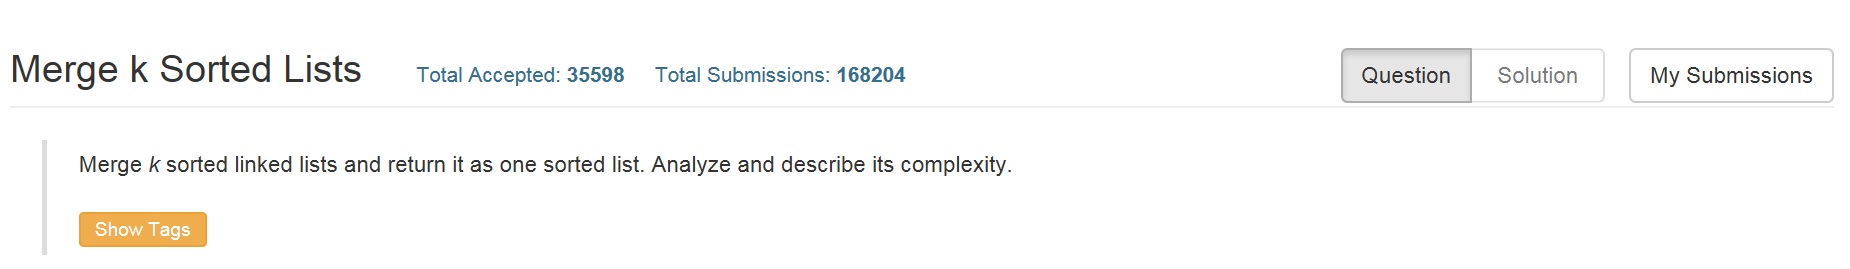 Merge k Sorted Lists Total Accepted: 35598 Total Submissions: 168204 Question Solution My Submissions
Merge k sorted linked lists and return it as one sorted list. Analyze and describe its complexity.
Show Tags